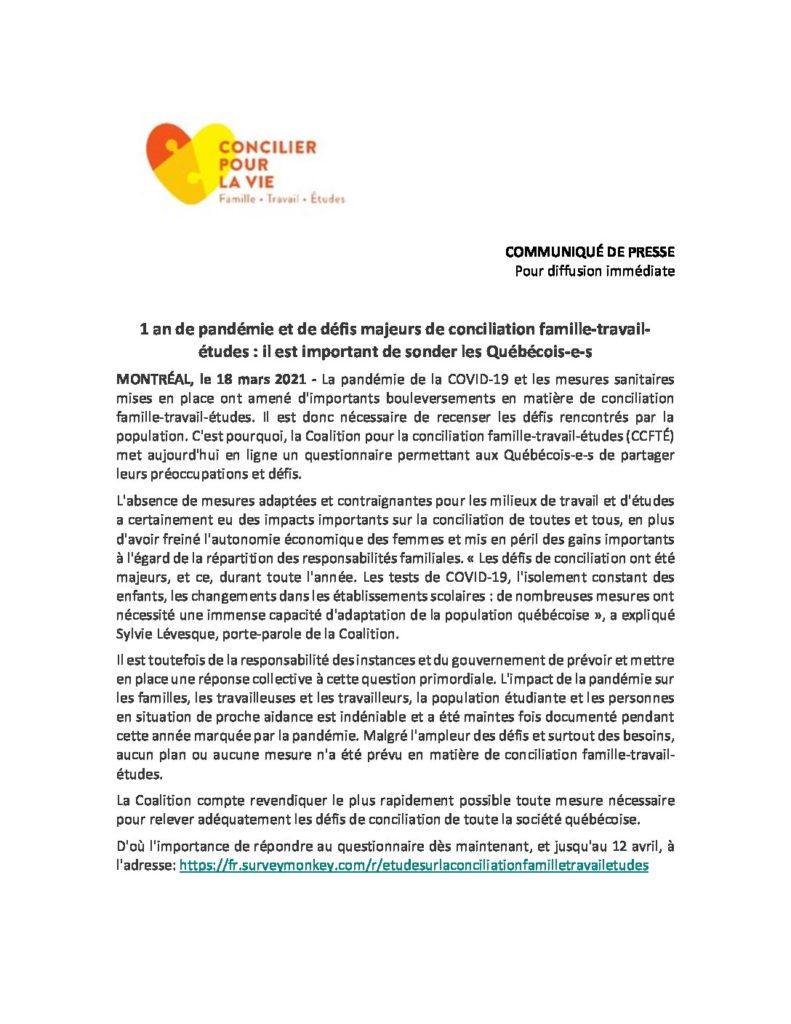 CONCILIER
POUR
LA VIE
Famille • Travail • Études
COMMUNIQUÉ DE PRESSE
Pour diffusion immédiate
1 an de pandémie et de défis majeurs de conciliation famille-travail-
études : il est important de sonder les Québécois-e-s
MONTRÉAL, le 18 mars 2021 - La pandémie de la COVID-19 et les mesures sanitaires
mises en place ont amené d'importants bouleversements en matière de conciliation
famille-travail-études. Il est donc nécessaire de recenser les défis rencontrés par la
population. C'est pourquoi, la Coalition pour la conciliation famille-travail-études (CCFTÉ)
met aujourd'hui en ligne un questionnaire permettant aux Québécois-e-s de partager
leurs préoccupations et défis.
L'absence de mesures adaptées et contraignantes pour les milieux de travail et d'études
a certainement eu des impacts importants sur la conciliation de toutes et tous, en plus
d'avoir freiné l'autonomie économique des femmes et mis en péril des gains importants
à l'égard de la répartition des responsabilités familiales. « Les défis de conciliation ont été
majeurs, et ce, durant toute l'année. Les tests de COVID-19, l'isolement constant des
enfants, les changements dans les établissements scolaires : de nombreuses mesures ont
nécessité une immense capacité d'adaptation de la population québécoise », a expliqué
Sylvie Lévesque, porte-parole de la Coalition.
Il est toutefois de la responsabilité des instances et du gouvernement de prévoir et mettre
en place une réponse collective à cette question primordiale. L'impact de la pandémie sur
les familles, les travailleuses et les travailleurs, la population étudiante et les personnes
en situation de proche aidance est indéniable et a été maintes fois documenté pendant
cette année marquée par la pandémie. Malgré l'ampleur des défis et surtout des besoins,
aucun plan ou aucune mesure n'a été prévu en matière de conciliation famille-travail-
études.
La Coalition compte revendiquer le plus rapidement possible toute mesure nécessaire
pour relever adéquatement les défis de conciliation de toute la société québécoise.
D'où l'importance de répondre au questionnaire dès maintenant, et jusqu'au 12 avril, à
l'adresse: https://fr.surveymonkey.com/r/etudesurlaconciliationfamilletravailetudes